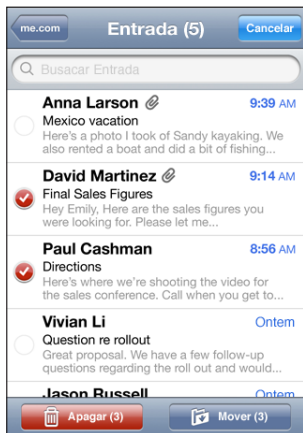 me.com
Entrada (5)
Cancelar
Busacar Entrada
Anna Larson
9:39 AM
Mexico vacation
Here's a photo I took of Sandy kayaking. We
also rented a boat and did a bit of fishing...
David Martinez
9:14 AM
Final Sales Figures
Hey Emily, Here are the sales figures you
were looking for. Please let me...
Paul Cashman
8:56 AM
Directions
Here's where we're shooting the video for
the sales conference. Call when you get to...
Vivian Li
Ontem
Question re rollout
Great proposal. We have a few follow-up
questions regarding the roll out and would...
Jason Russell
Ontem
Apagar (3)
Mover (3)